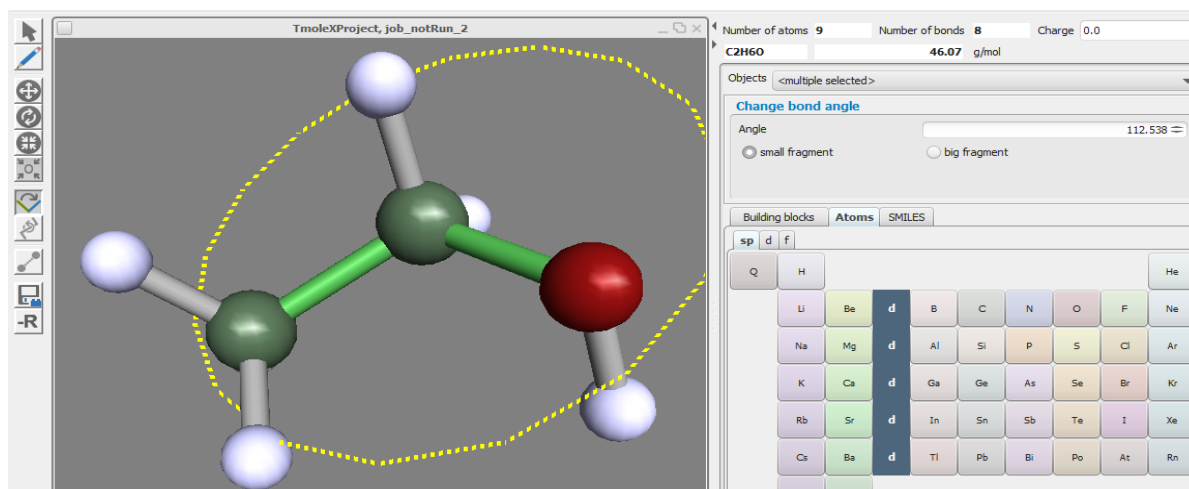 TmoleXProject, job_notRun_2
Number of atoms 9 Number of bonds 8 Charge 0.0
C2H6O 46.07 g/mol
Objects <multiple selected>
Change bond angle
Angle 112.538
small fragment big fragment
Building blocks Atoms SMILES
sp d f
Q H He
Li Be d B C N O F Ne
Na Mg d Al Si P S Cl Ar
K Ca d Ga Ge As Se Br Kr
Rb Sr d In Sn Sb Te I Xe
Cs Ba d Tl Pb Bi Po At Rn
-R